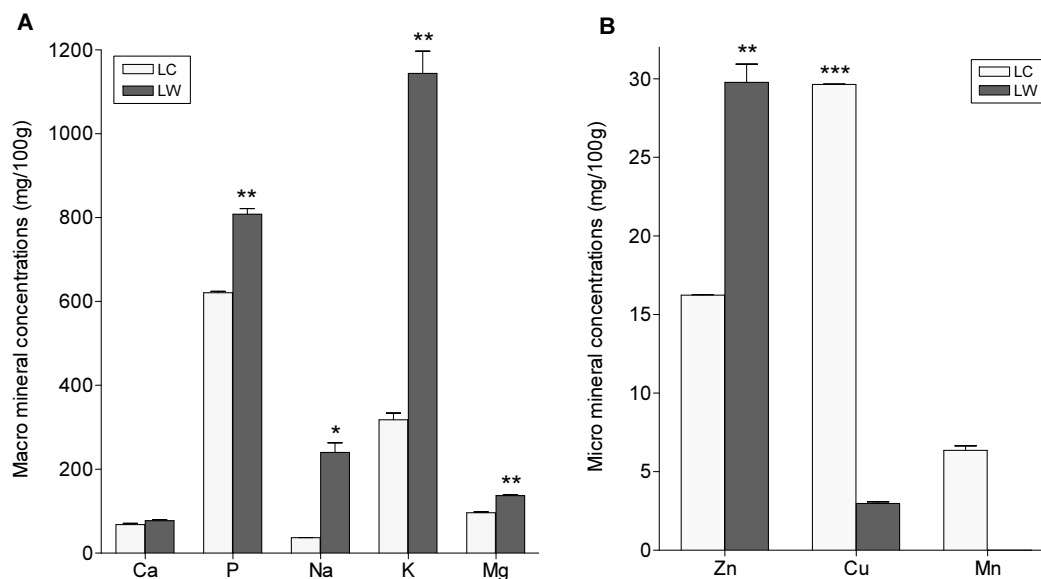 A
Macro mineral concentrations (mg/100g)
1200
1000
800
600
400
200
0
LC
LW
**
*
**
**
Ca P Na K Mg
B
Micro mineral concentrations (mg/100g)
30
25
20
15
10
5
0
LC
LW
**
***
Zn Cu Mn